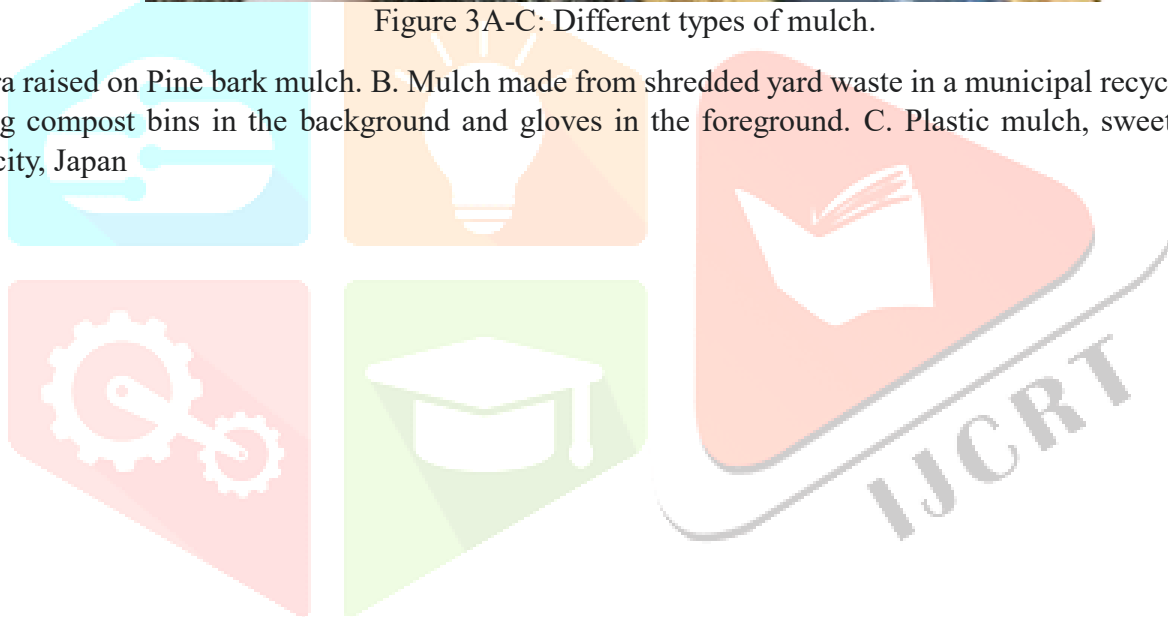 Figure 3A-C: Different types of mulch.
ra raised on Pine bark mulch. B. Mulch made from shredded yard waste in a municipal recyc
g compost bins in the background and gloves in the foreground. C. Plastic mulch, sweet
city, Japan
IJCRT